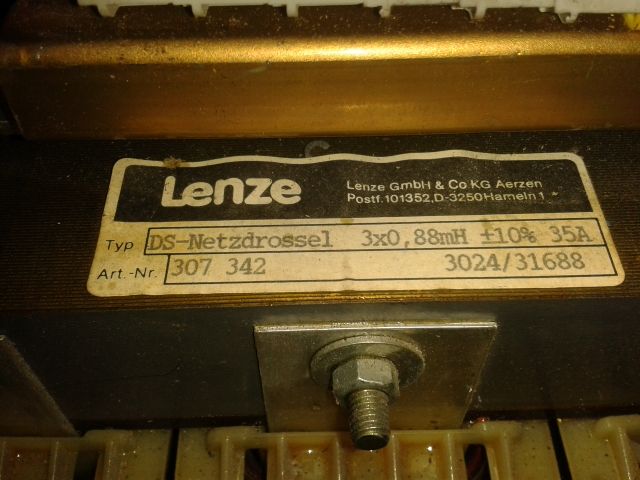 Lenze
Lenze GmbH & Co KG Aerzen
Postf.101352,D-3250Hameln1
Typ DS-Netzdrossel 3x0,88mH ±10% 35A
Art.-Nr. 307 342 3024/31688